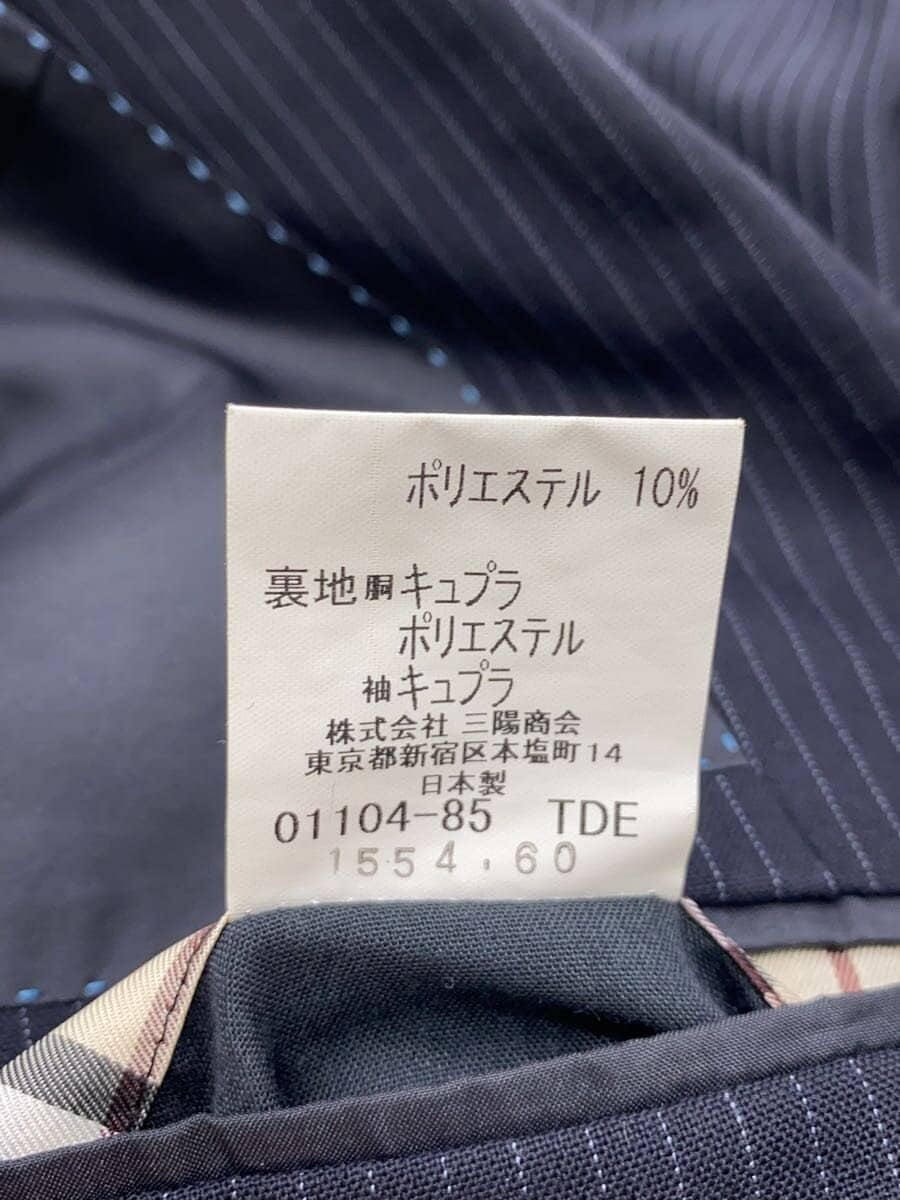 ポリエステル 10%
裏地 胴 キュプラ
ポリエステル
袖 キュプラ
株式会社 三陽商会
東京都新宿区本塩町14
日本製
01104-85 TDE
1554.60